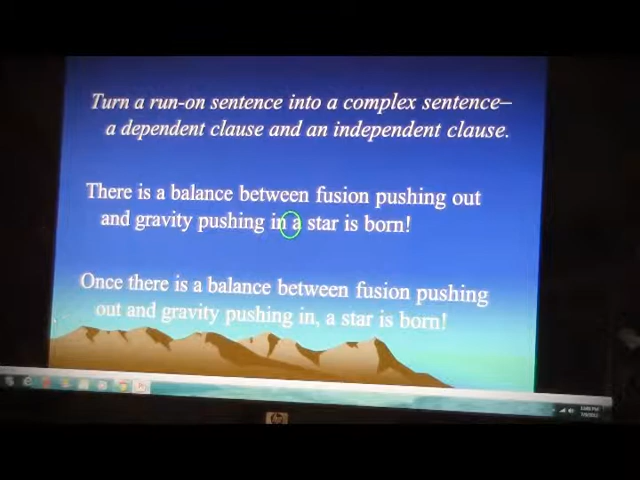 Turn a run-on sentence into a complex sentence–
a dependent clause and an independent clause.
There is a balance between fusion pushing out
and gravity pushing in a star is born!
Once there is a balance between fusion pushing
out and gravity pushing in, a star is born!
hp